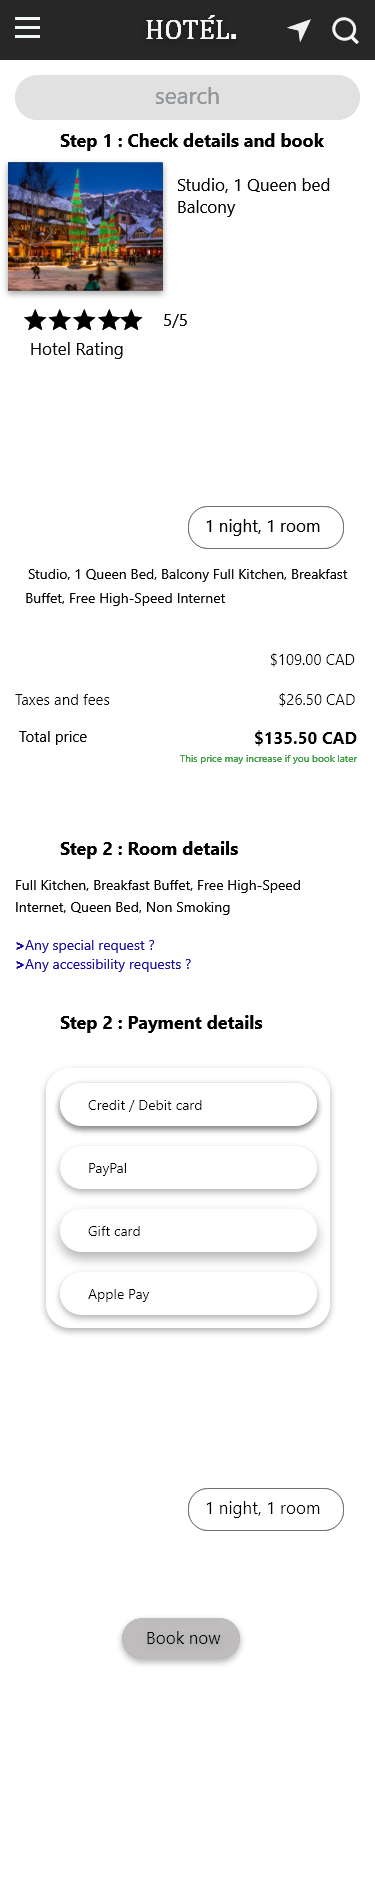 HOTÉL.
search
Step 1 : Check details and book
Studio, 1 Queen bed
Balcony
5/5
Hotel Rating
1 night, 1 room
Studio, 1 Queen Bed, Balcony Full Kitchen, Breakfast
Buffet, Free High-Speed Internet
$109.00 CAD
Taxes and fees $26.50 CAD
Total price $135.50 CAD
This price may increase if you book later
Step 2 : Room details
Full Kitchen, Breakfast Buffet, Free High-Speed
Internet, Queen Bed, Non Smoking
>Any special request ?
>Any accessibility requests ?
Step 2 : Payment details
Credit / Debit card
PayPal
Gift card
Apple Pay
1 night, 1 room
Book now